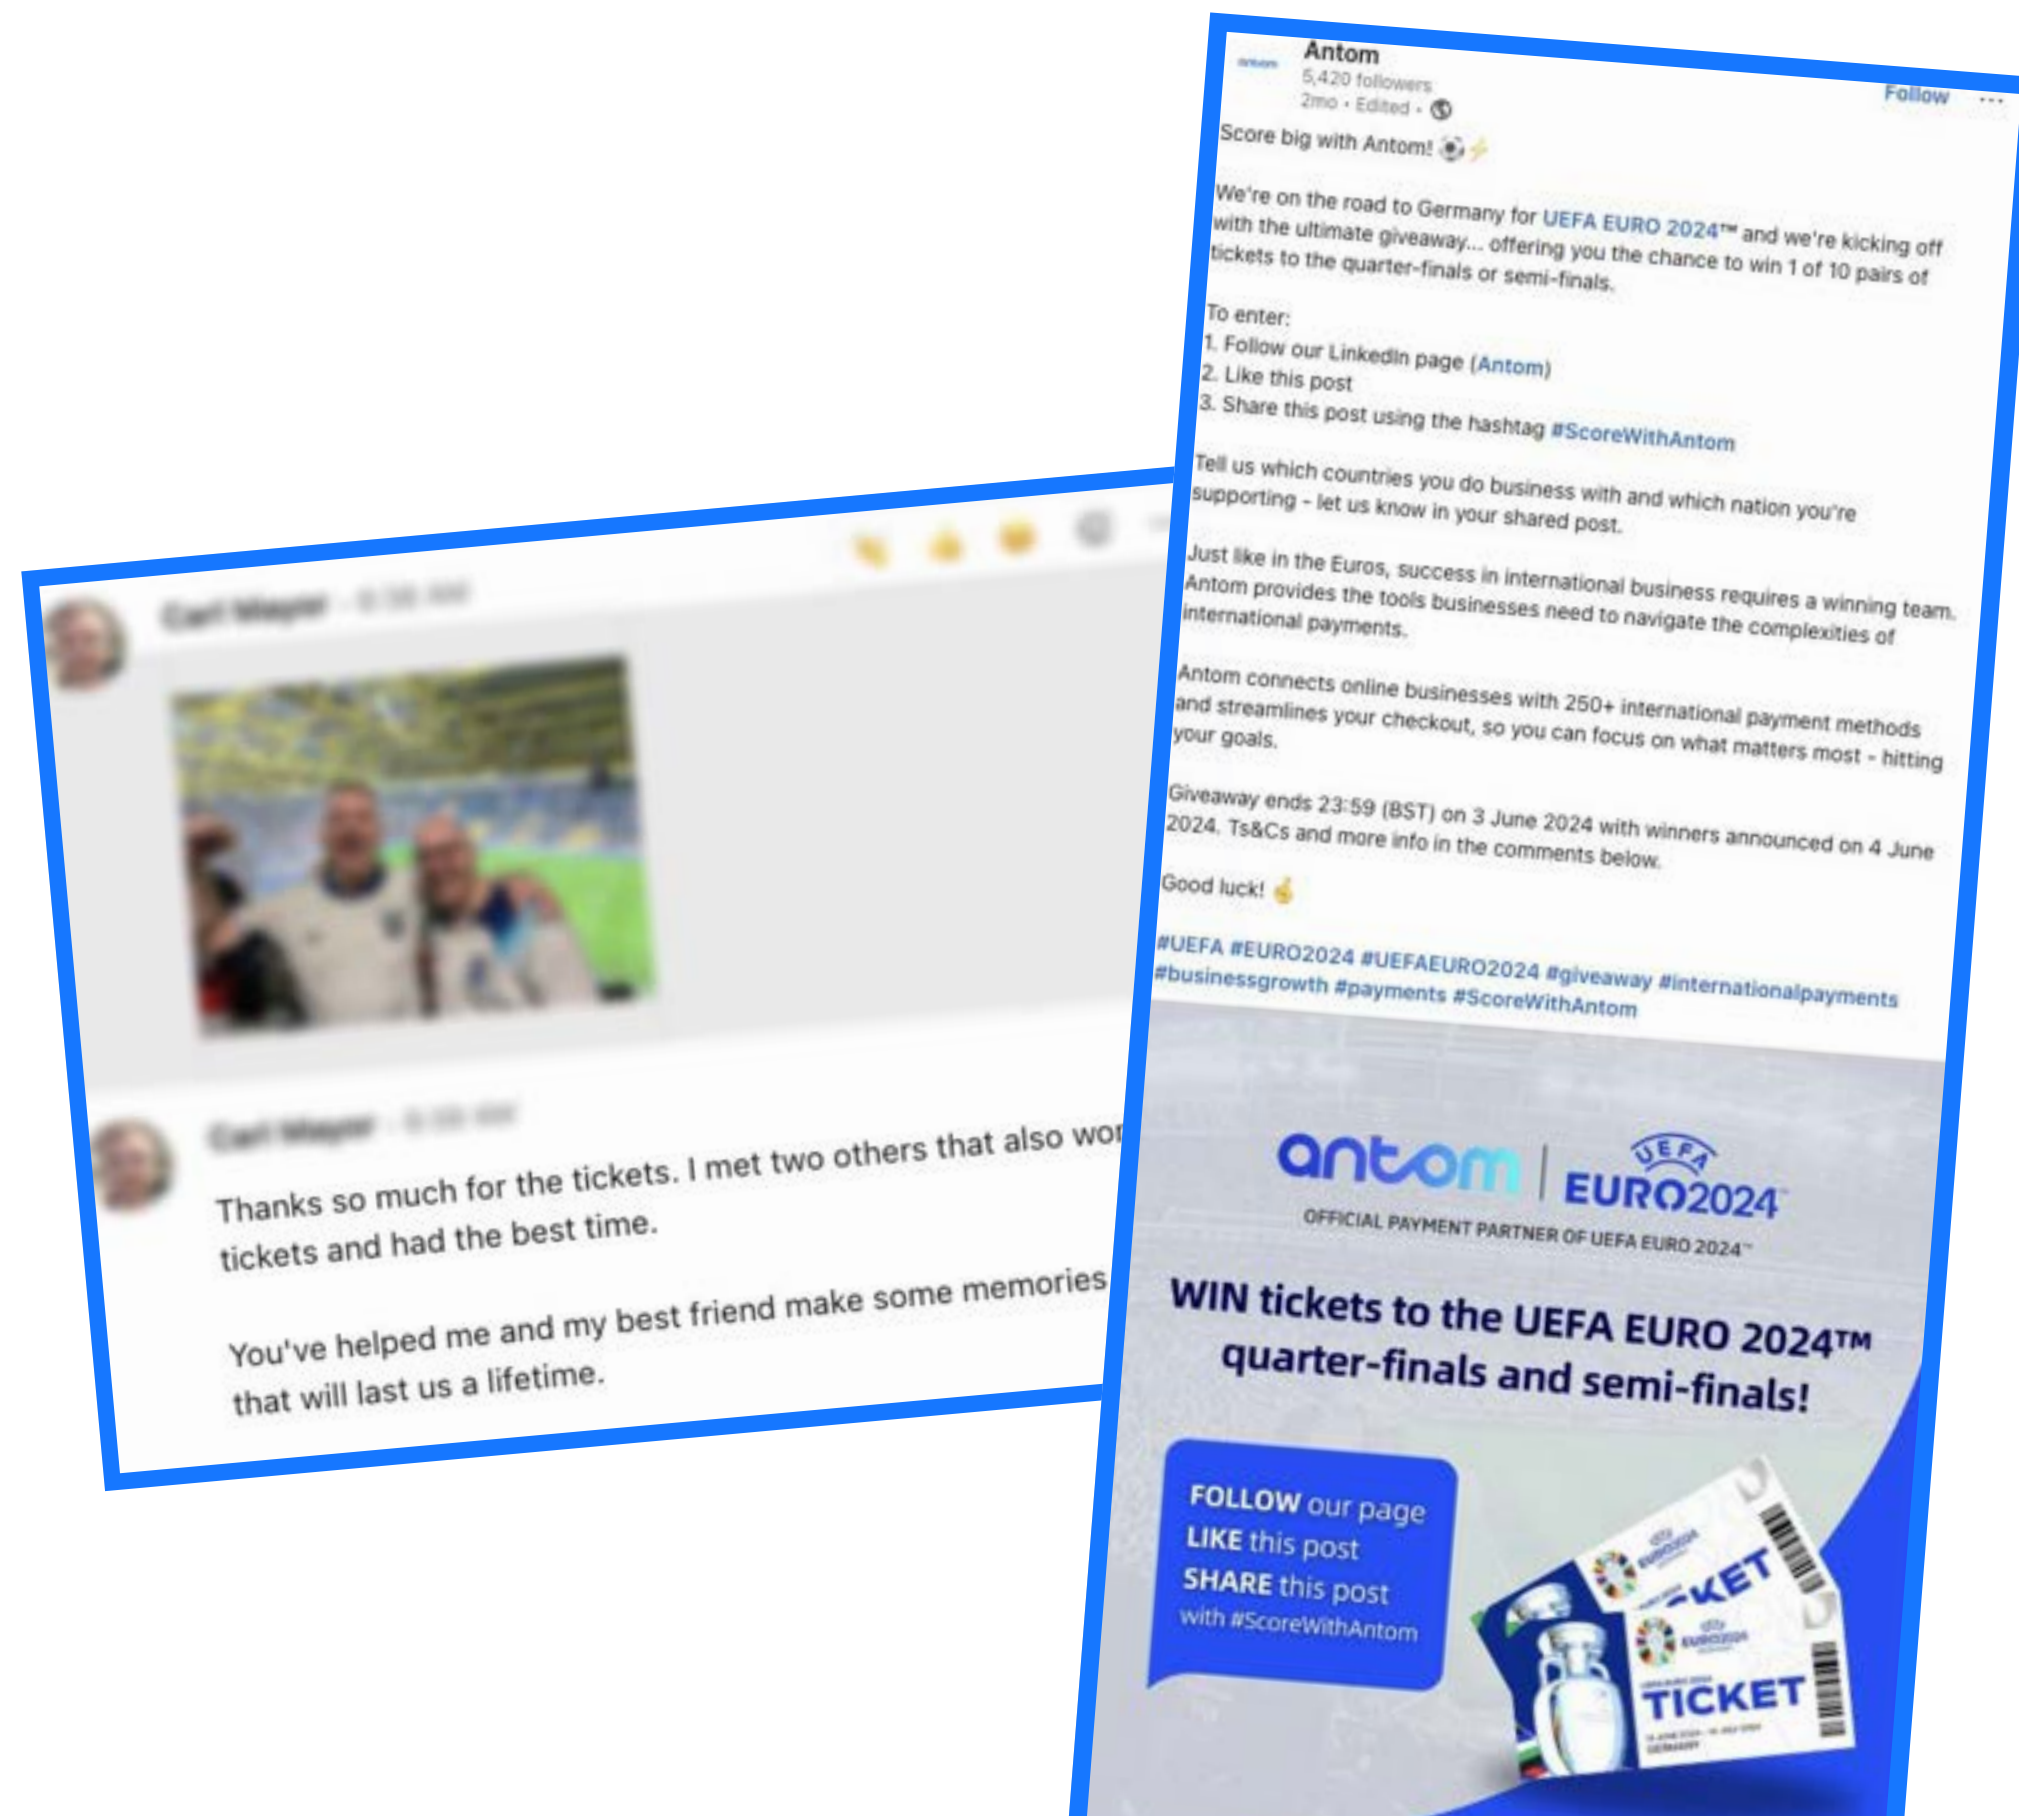 Carl Mayor
Carl Mayor
Thanks so much for the tickets. I met two others that also won
tickets and had the best time.
You've helped me and my best friend make some memories
that will last us a lifetime.
antom
Antom
5,420 followers
2mo • Edited •
Follow
Score big with Antom!
We're on the road to Germany for UEFA EURO 2024™ and we're kicking off
with the ultimate giveaway... offering you the chance to win 1 of 10 pairs of
tickets to the quarter-finals or semi-finals.
To enter:
1. Follow our LinkedIn page (Antom)
2. Like this post
3. Share this post using the hashtag #ScoreWithAntom
Tell us which countries you do business with and which nation you're
supporting - let us know in your shared post.
Just like in the Euros, success in international business requires a winning team.
Antom provides the tools businesses need to navigate the complexities of
international payments.
Antom connects online businesses with 250+ international payment methods
and streamlines your checkout, so you can focus on what matters most - hitting
your goals.
Giveaway ends 23:59 (BST) on 3 June 2024 with winners announced on 4 June
2024. Ts&Cs and more info in the comments below.
Good luck!
#UEFA #EURO2024 #UEFAEURO2024 #giveaway #internationalpayments
#businessgrowth #payments #ScoreWithAntom
antom
UEFA
EURO2024
OFFICIAL PAYMENT PARTNER OF UEFA EURO 2024™
WIN tickets to the UEFA EURO 2024™
quarter-finals and semi-finals!
FOLLOW our page
LIKE this post
SHARE this post
with #ScoreWithAntom
EURO2024
KET
EURO2024
TICKET
GERMANY